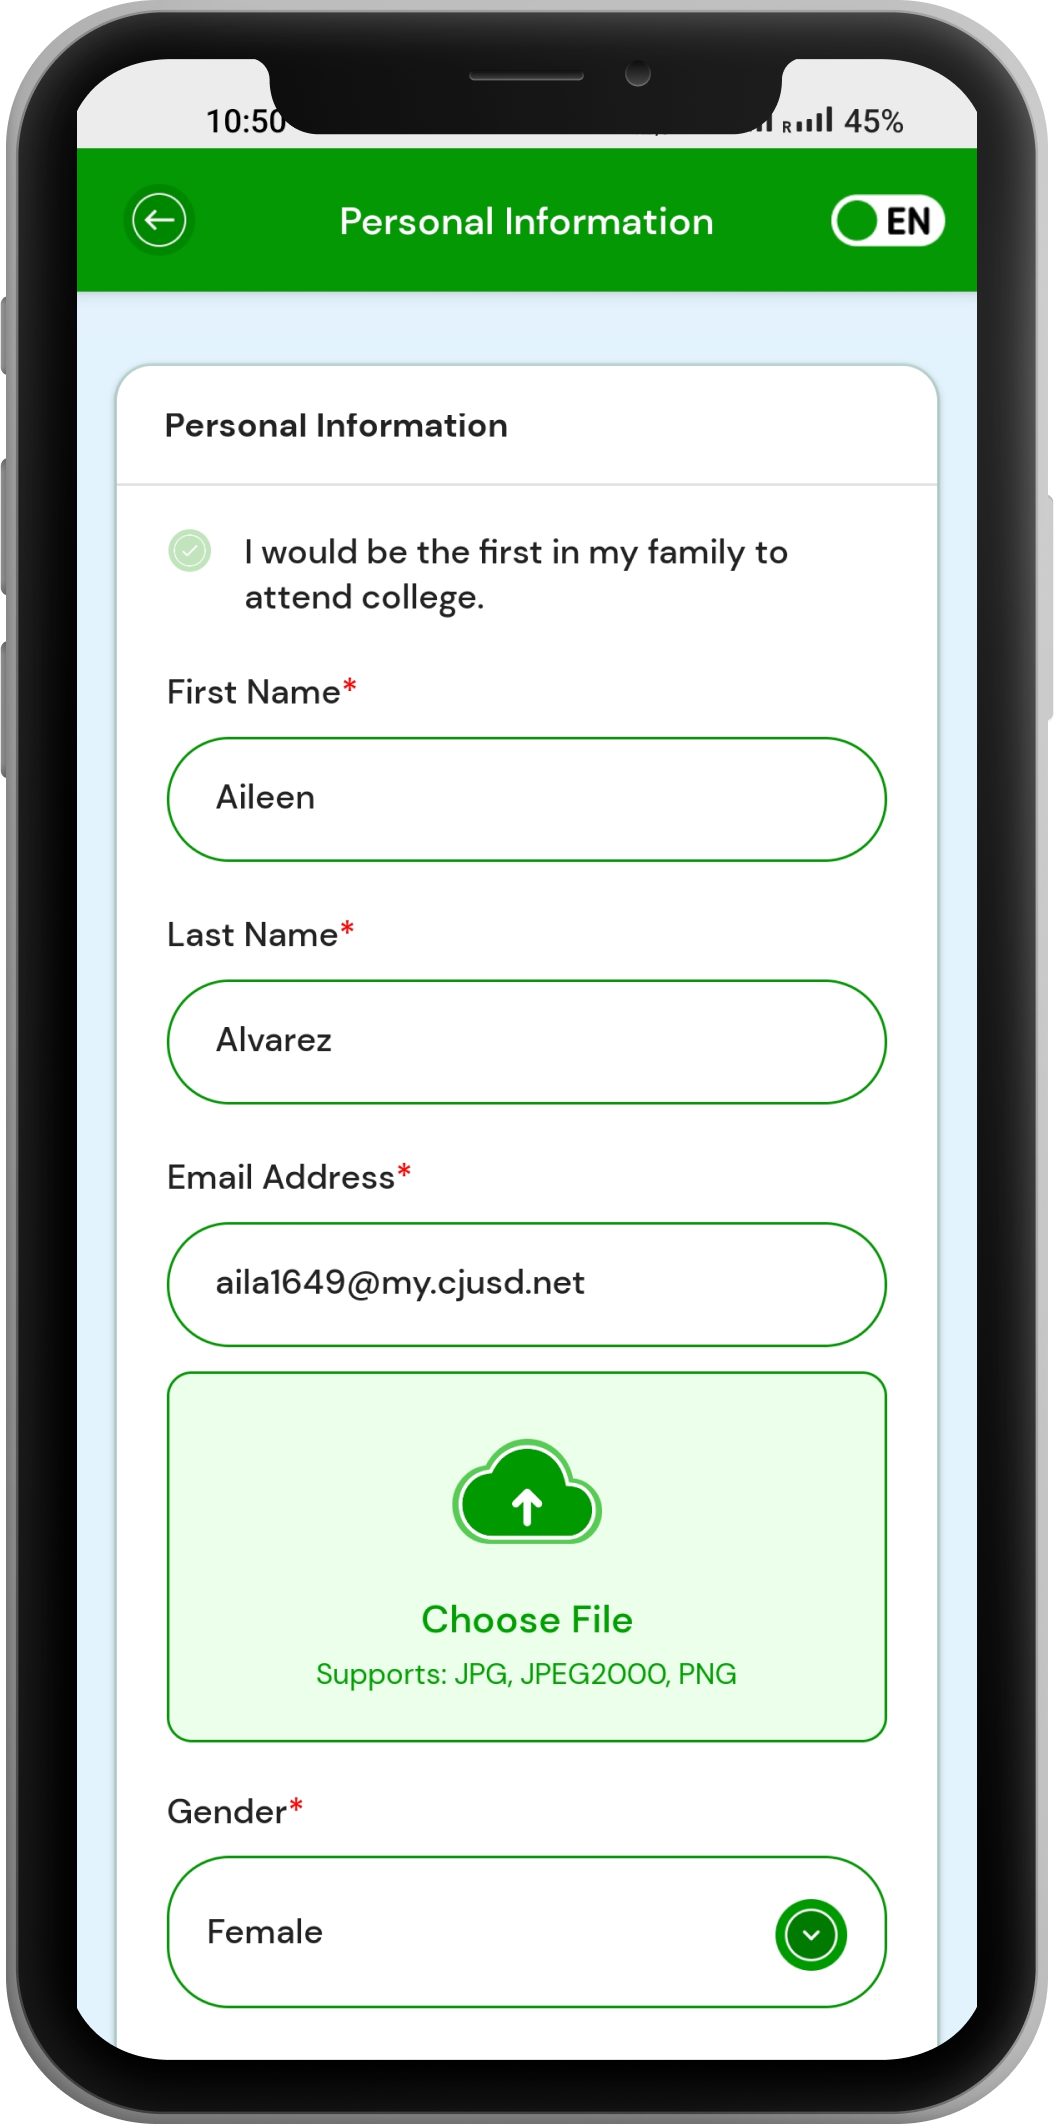 10:50
R 45%
Personal Information
EN
Personal Information
I would be the first in my family to
attend college.
First Name*
Aileen
Last Name*
Alvarez
Email Address*
aila1649@my.cjusd.net
Choose File
Supports: JPG, JPEG2000, PNG
Gender*
Female